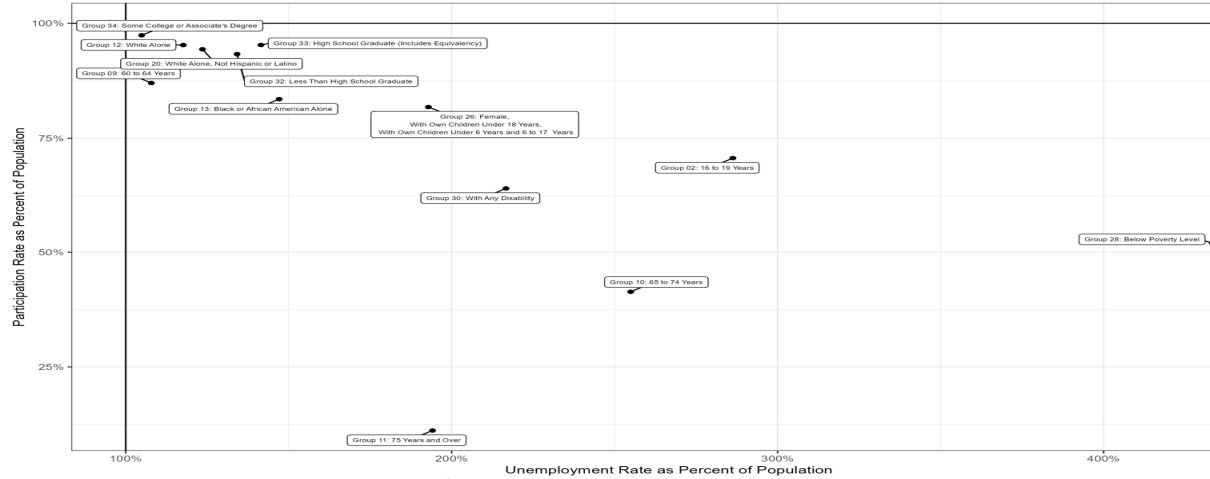 100%
Group 34: Some College or Associate's Degree
Group 12: White Alone
Group 33: High School Graduate (Includes Equivalency)
Group 20: White Alone, Not Hispanic or Latino
Group 09: 60 to 64 Years
Group 32: Less Than High School Graduate
Group 13: Black or African American Alone
Group 26: Female,
With Own Children Under 18 Years,
With Own Children Under 6 Years and 6 to 17 Years
75%
Group 02: 16 to 19 Years
Group 30: With Any Disability
Group 28: Below Poverty Level
50%
Group 10: 65 to 74 Years
25%
Group 11: 75 Years and Over
Participation Rate as Percent of Population
100%
200%
300%
400%
Unemployment Rate as Percent of Population